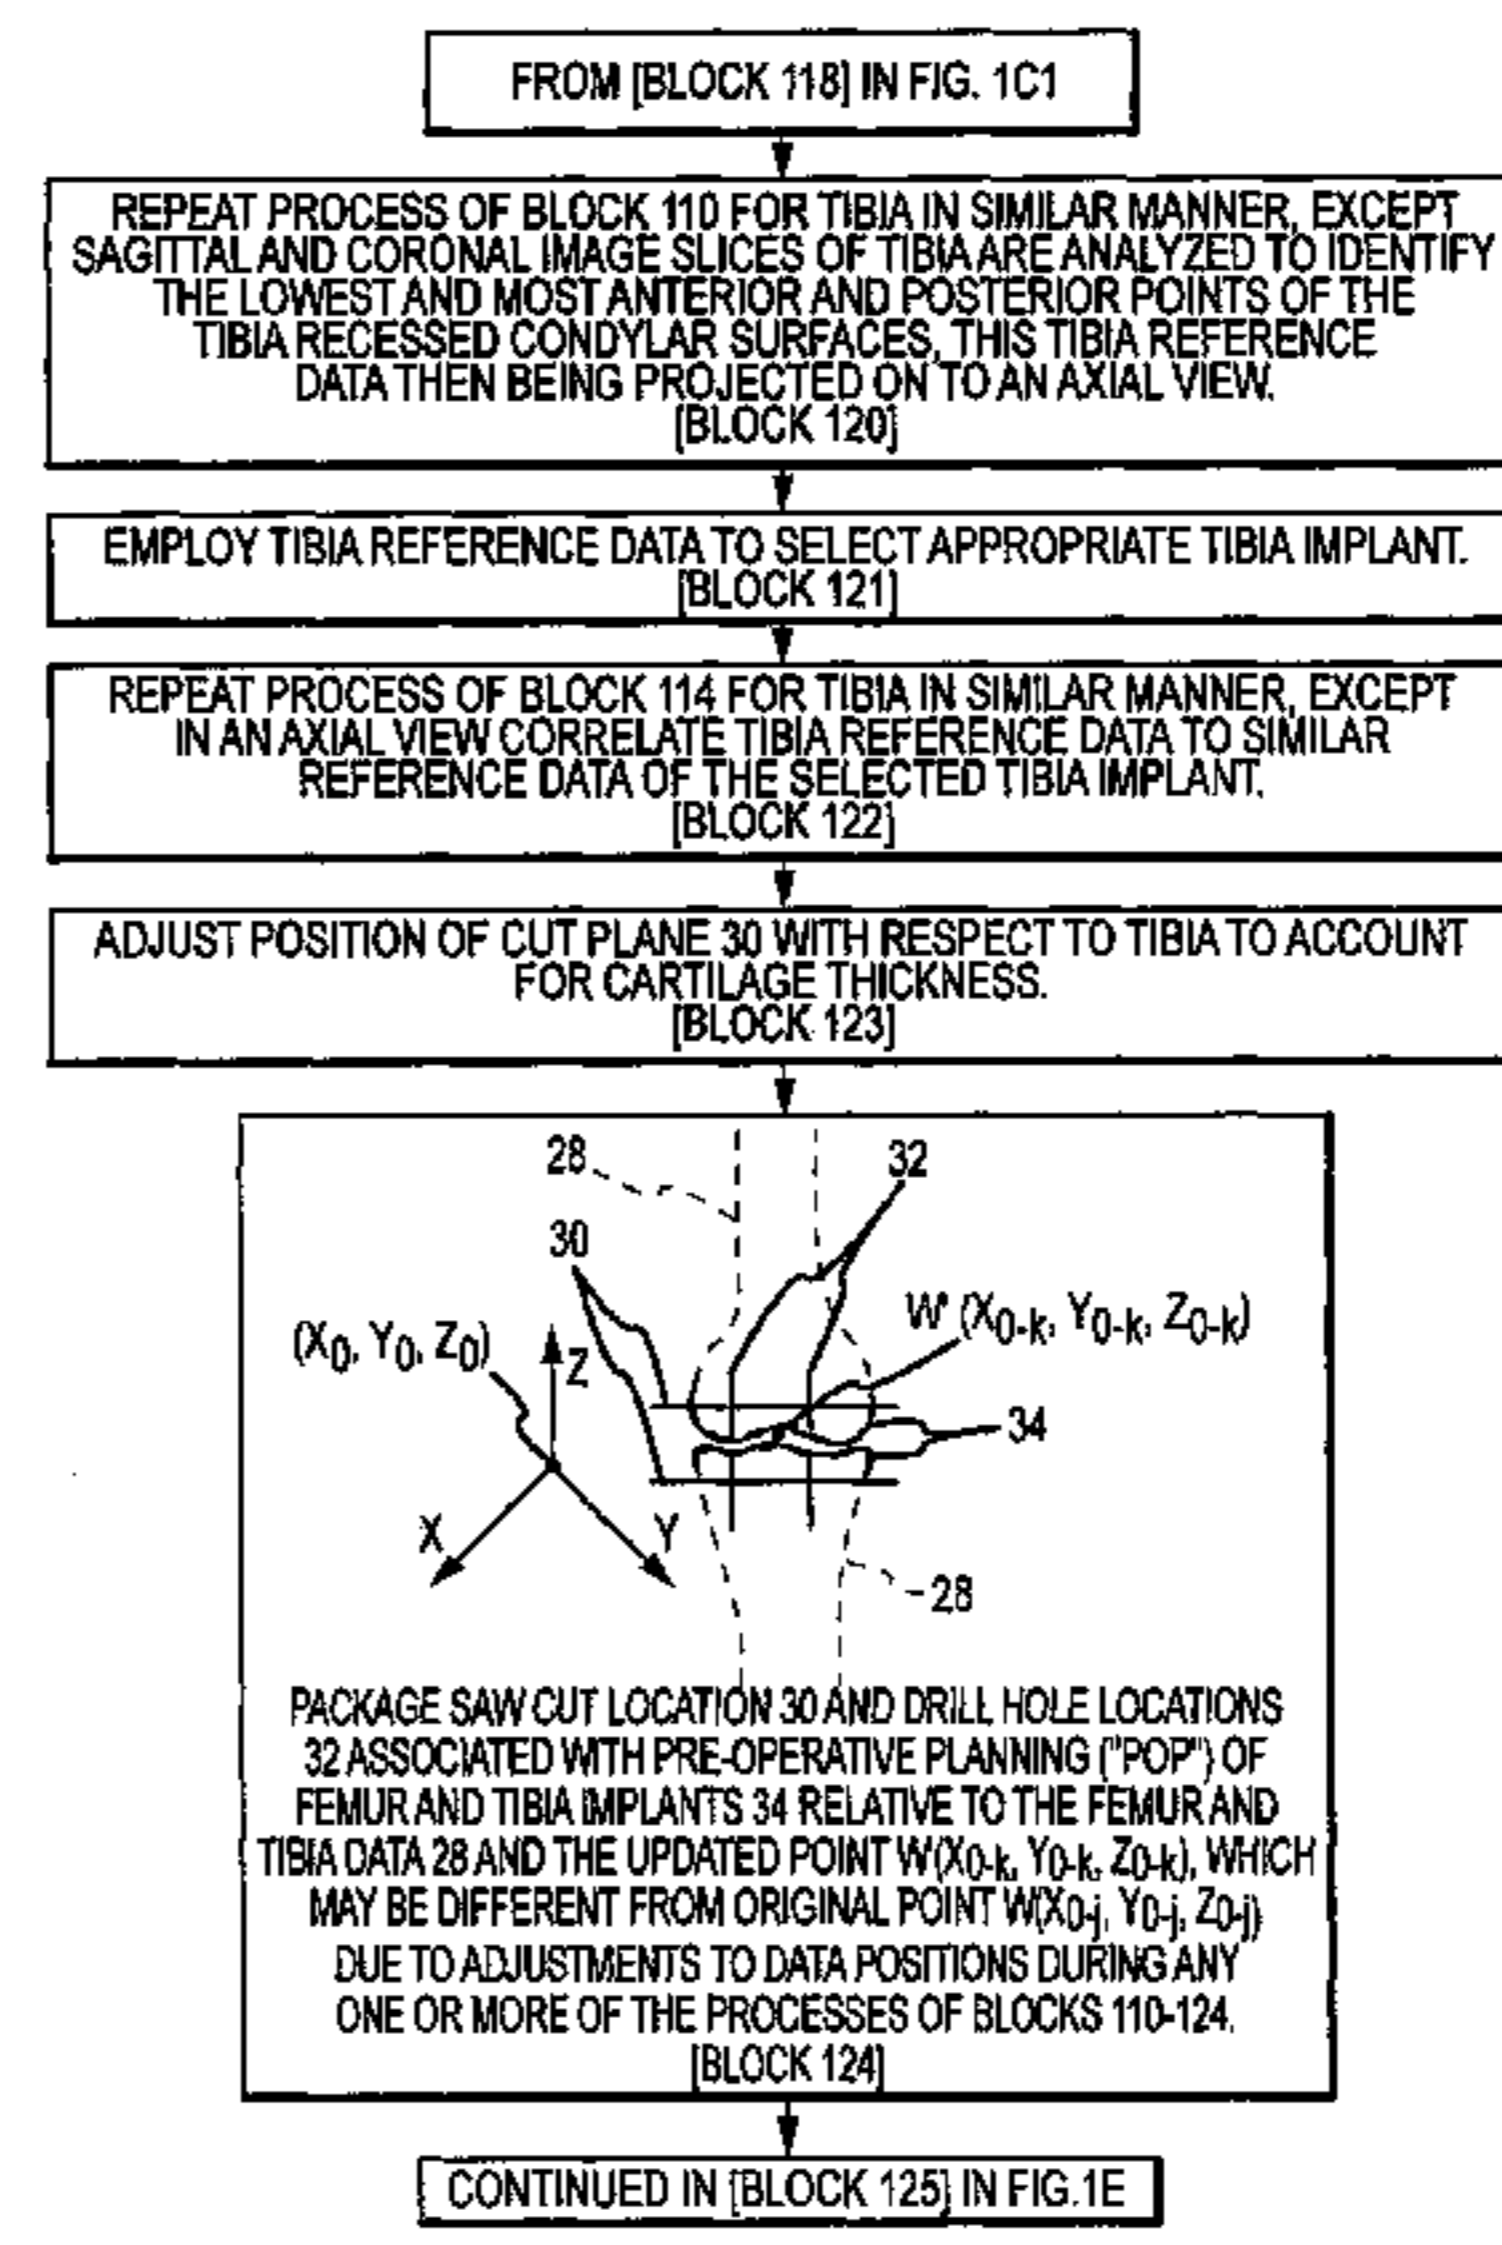 FROM [BLOCK 118] IN FIG. 1C1
REPEAT PROCESS OF BLOCK 110 FOR TIBIA IN SIMILAR MANNER, EXCEPT
SAGITTAL AND CORONAL IMAGE SLICES OF TIBIA ARE ANALYZED TO IDENTIFY
THE LOWEST AND MOST ANTERIOR AND POSTERIOR POINTS OF THE
TIBIA RECESSED CONDYLAR SURFACES, THIS TIBIA REFERENCE
DATA THEN BEING PROJECTED ON TO AN AXIAL VIEW.
[BLOCK 120]
EMPLOY TIBIA REFERENCE DATA TO SELECT APPROPRIATE TIBIA IMPLANT.
[BLOCK 121]
REPEAT PROCESS OF BLOCK 114 FOR TIBIA IN SIMILAR MANNER, EXCEPT
IN AN AXIAL VIEW CORRELATE TIBIA REFERENCE DATA TO SIMILAR
REFERENCE DATA OF THE SELECTED TIBIA IMPLANT.
[BLOCK 122]
ADJUST POSITION OF CUT PLANE 30 WITH RESPECT TO TIBIA TO ACCOUNT
FOR CARTILAGE THICKNESS.
[BLOCK 123]
28
32
30
W' (X0-k, Y0-k, Z0-k)
(X0, Y0, Z0)
Z
34
X
Y
28
PACKAGE SAW CUT LOCATION 30 AND DRILL HOLE LOCATIONS
32 ASSOCIATED WITH PRE-OPERATIVE PLANNING ("POP") OF
FEMUR AND TIBIA IMPLANTS 34 RELATIVE TO THE FEMUR AND
TIBIA DATA 28 AND THE UPDATED POINT W'(X0-k, Y0-k, Z0-k), WHICH
MAY BE DIFFERENT FROM ORIGINAL POINT W(X0-j, Y0-j, Z0-j)
DUE TO ADJUSTMENTS TO DATA POSITIONS DURING ANY
ONE OR MORE OF THE PROCESSES OF BLOCKS 110-124.
[BLOCK 124]
CONTINUED IN [BLOCK 125] IN FIG.1E